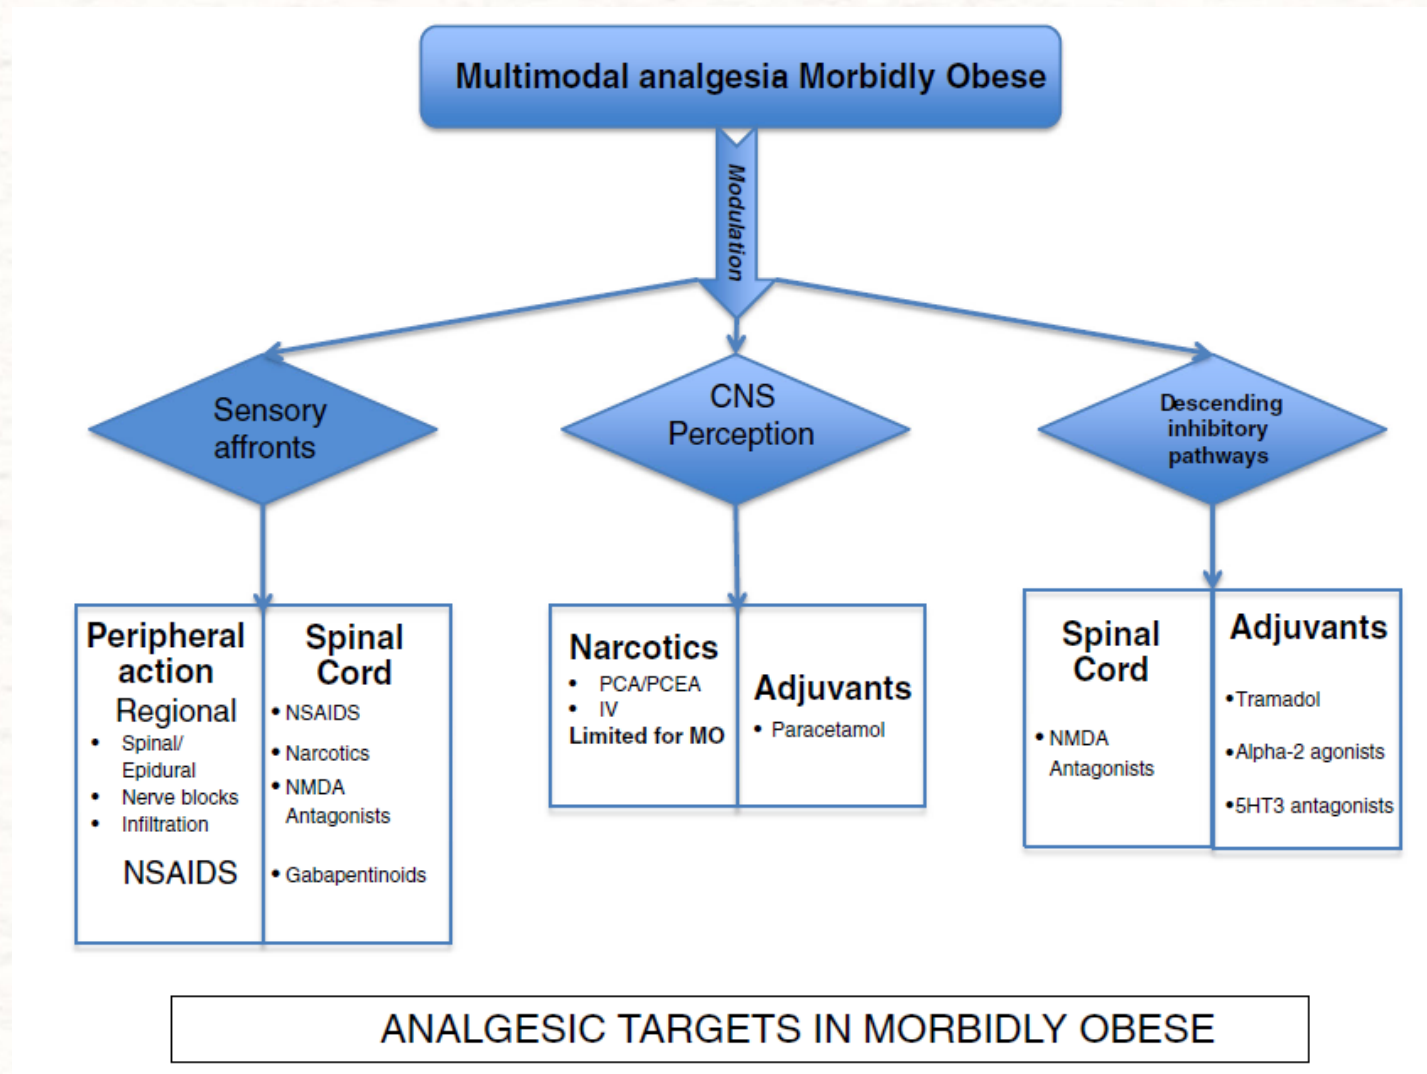 Multimodal analgesia Morbidly Obese
Modulation
Sensory
affronts
CNS
Perception
Descending
inhibitory
pathways
Peripheral
action
Regional
• Spinal/
Epidural
• Nerve blocks
• Infiltration
NSAIDS
Spinal
Cord
• NSAIDS
• Narcotics
• NMDA
Antagonists
• Gabapentinoids
Narcotics
• PCA/PCEA
• IV
Limited for MO
Adjuvants
• Paracetamol
Spinal
Cord
• NMDA
Antagonists
Adjuvants
•Tramadol
•Alpha-2 agonists
•5HT3 antagonists
ANALGESIC TARGETS IN MORBIDLY OBESE